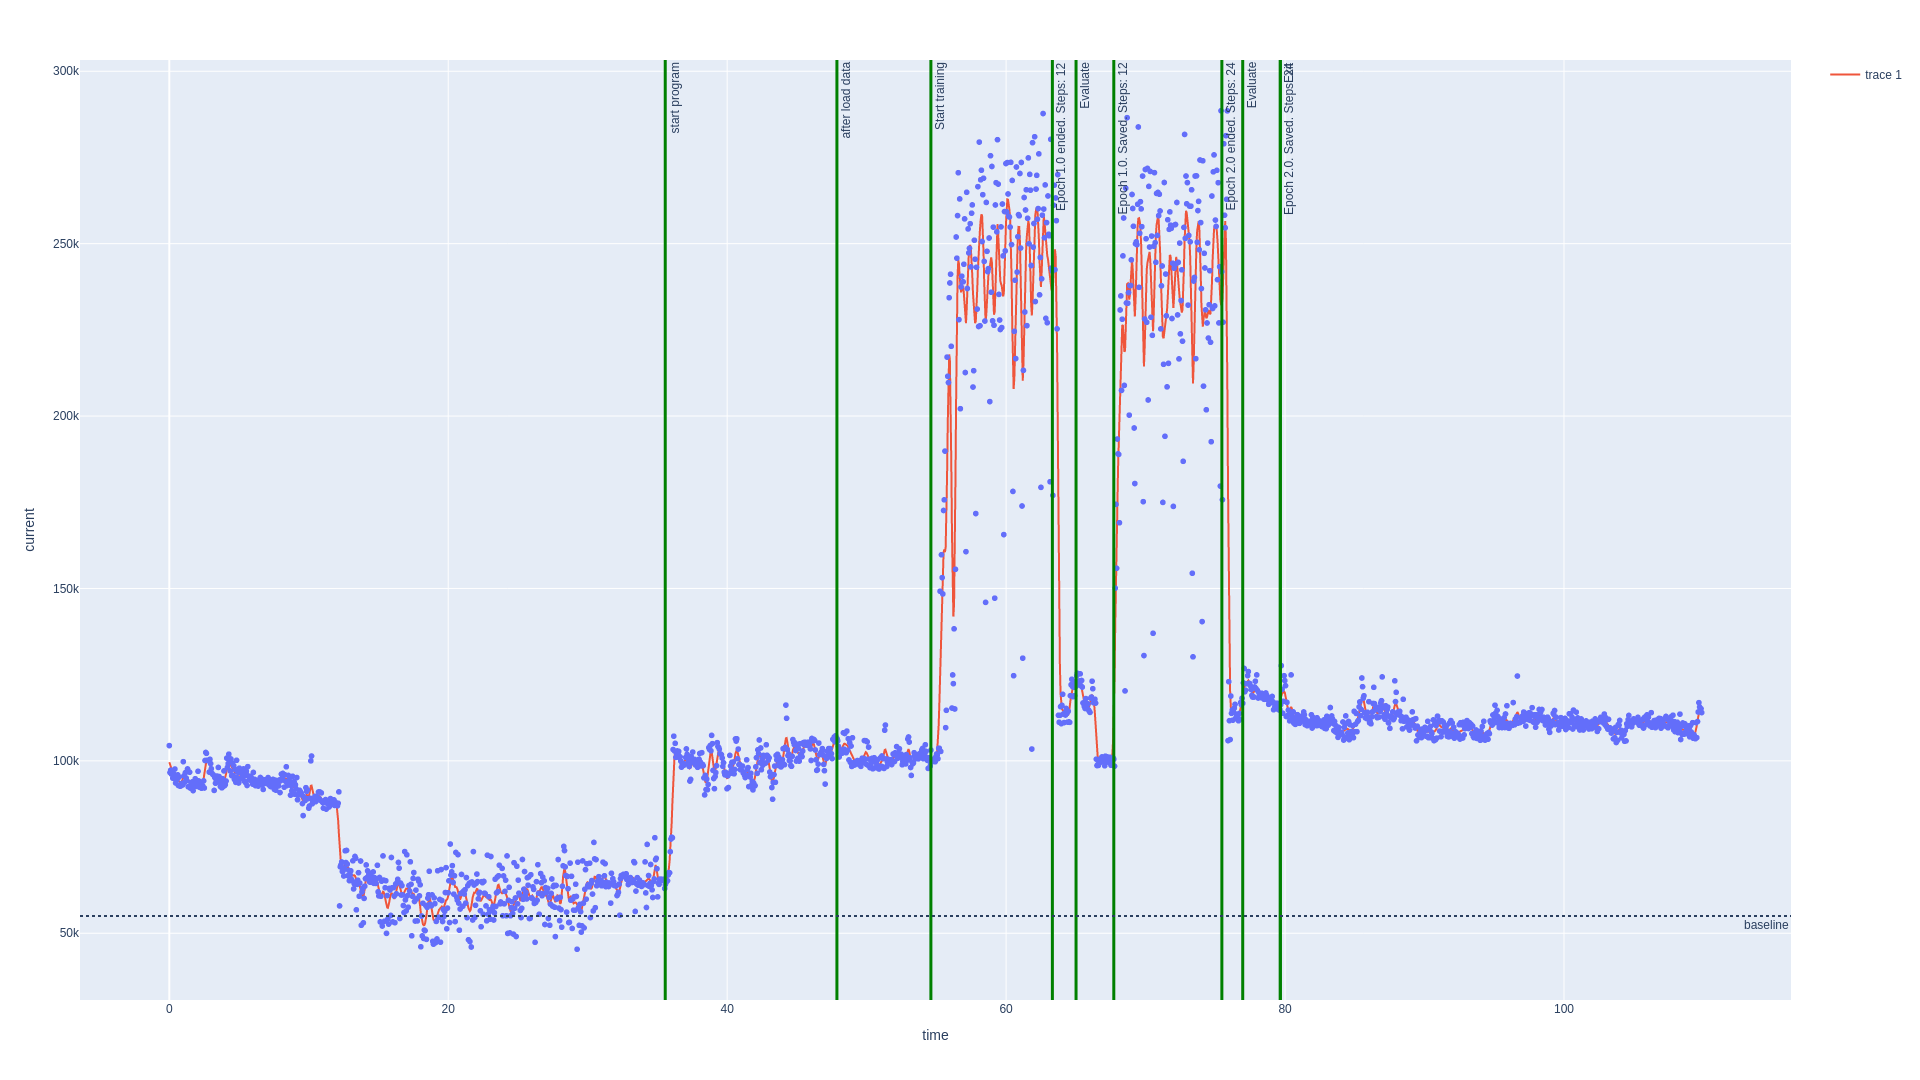 300k
250k
200k
150k
100k
50k
current
start program
after load data
Start training
Epoch 1.0 ended. Steps: 12
Evaluate
Epoch 1.0. Saved. Steps: 12
Epoch 2.0 ended. Steps: 24
Evaluate
Epoch 2.0. Saved. Steps: 24
Exit
trace 1
baseline
0 20 40 60 80 100
time